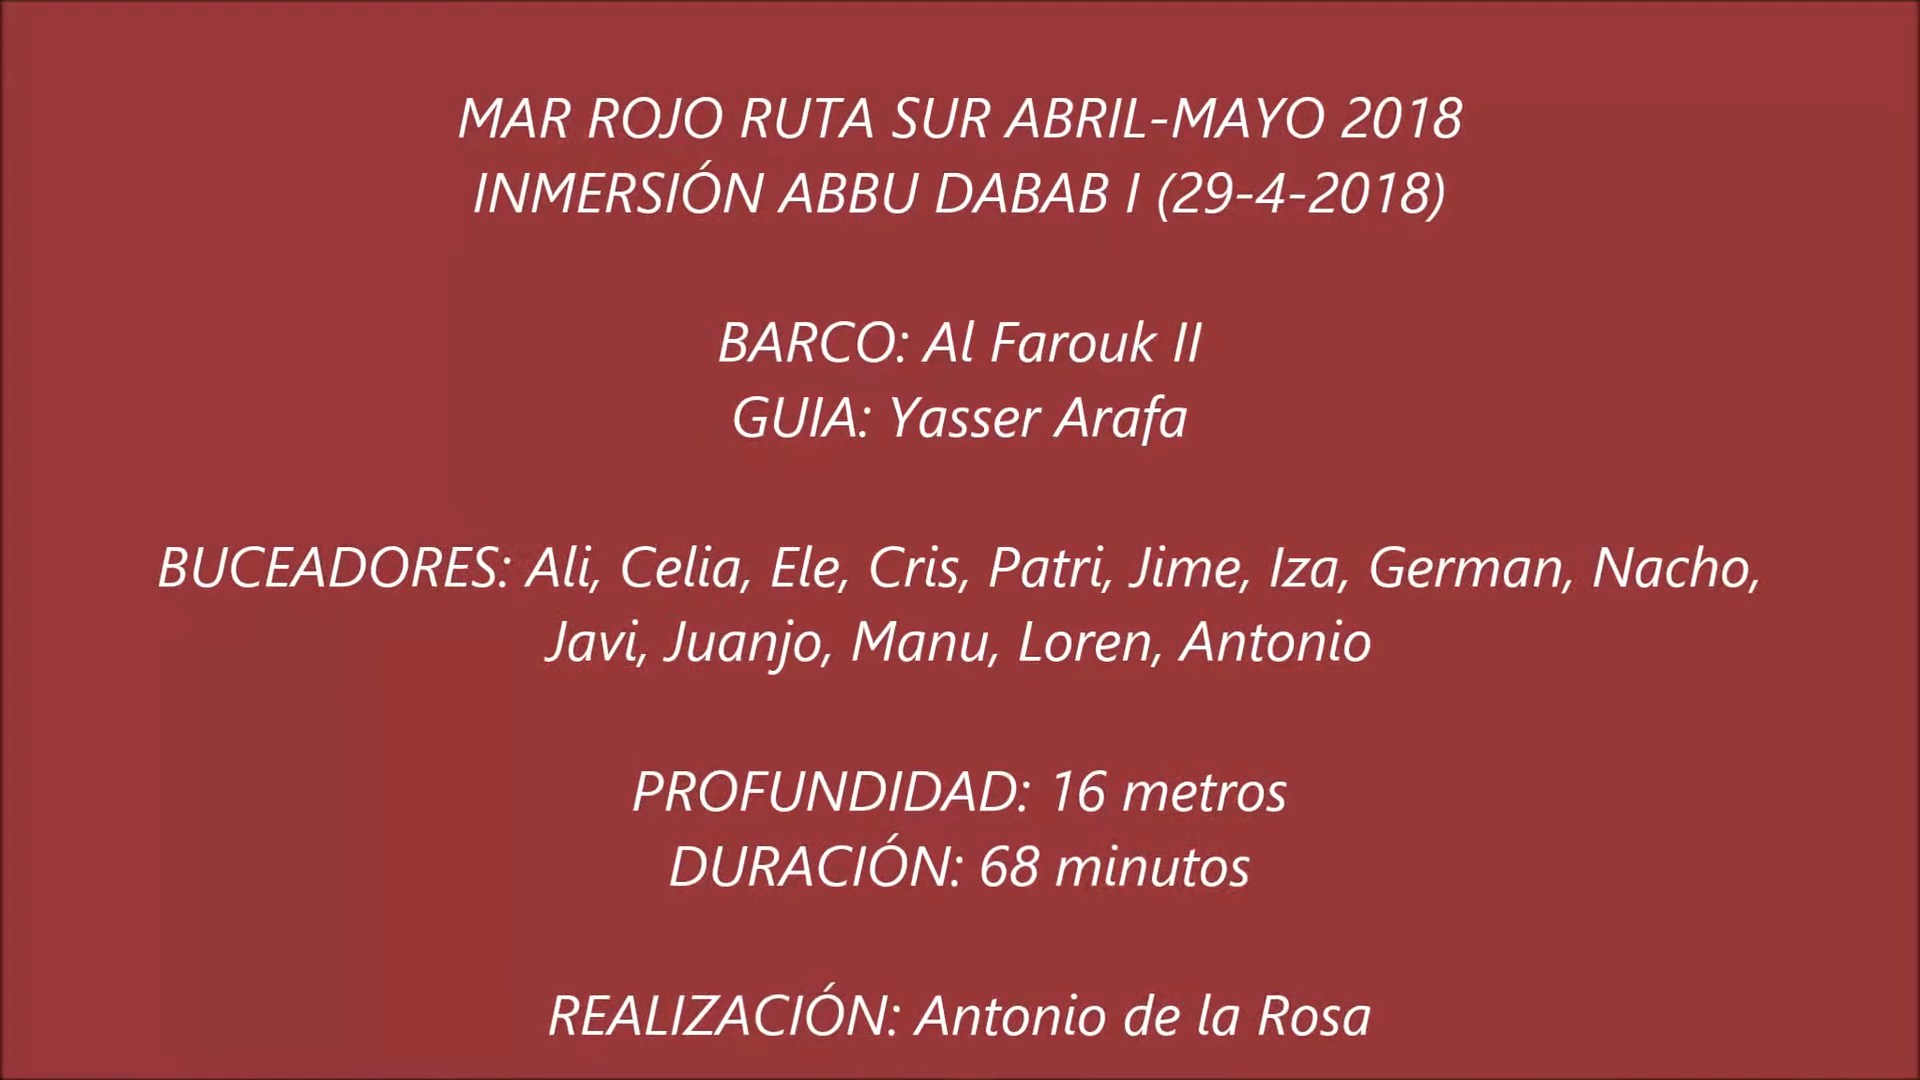 MAR ROJO RUTA SUR ABRIL-MAYO 2018
INMERSIÓN ABBU DABAB I (29-4-2018)
BARCO: Al Farouk II
GUIA: Yasser Arafa
BUCEADORES: Ali, Celia, Ele, Cris, Patri, Jime, Iza, German, Nacho,
Javi, Juanjo, Manu, Loren, Antonio
PROFUNDIDAD: 16 metros
DURACIÓN: 68 minutos
REALIZACIÓN: Antonio de la Rosa